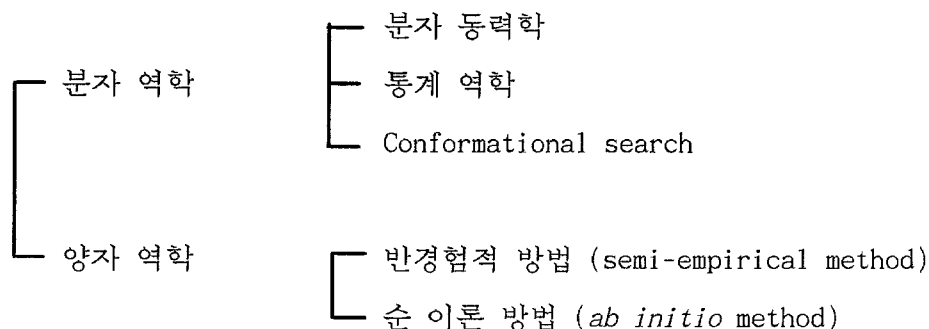 분자 동력학
분자 역학
통계 역학
Conformational search
양자 역학
반경험적 방법 (semi-empirical method)
순 이론 방법 (ab initio method)